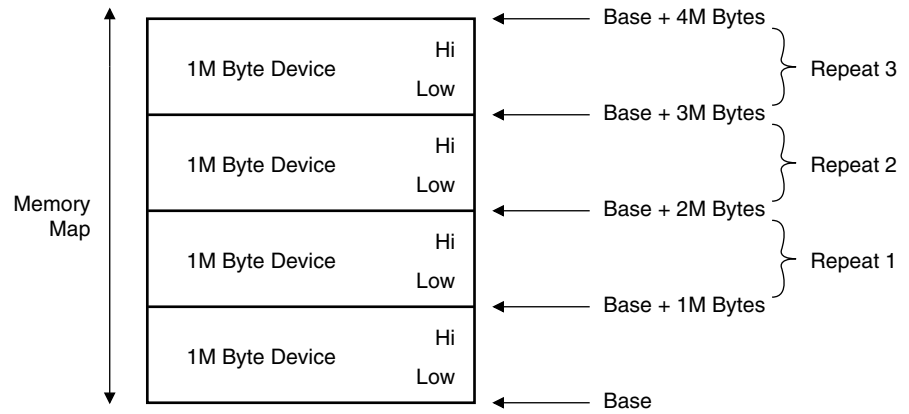 Base + 4M Bytes
Hi
1M Byte Device
Low
Repeat 3
Base + 3M Bytes
Hi
1M Byte Device
Low
Repeat 2
Memory
Map
Base + 2M Bytes
Hi
1M Byte Device
Low
Repeat 1
Base + 1M Bytes
Hi
1M Byte Device
Low
Base